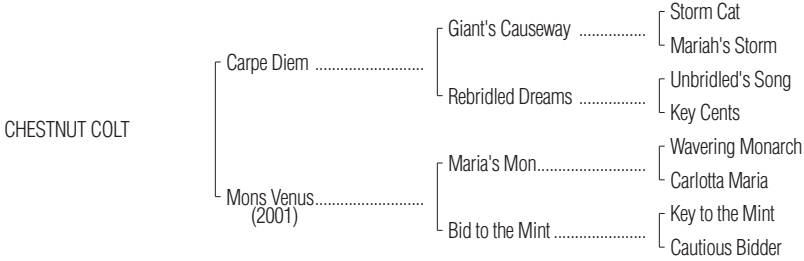 Storm Cat
Giant's Causeway ................
Mariah's Storm
Carpe Diem ..........................
Unbridled's Song
Rebridled Dreams ................
Key Cents
CHESTNUT COLT
Wavering Monarch
Maria's Mon..........................
Carlotta Maria
Mons Venus..........................
(2001)
Key to the Mint
Bid to the Mint ......................
Cautious Bidder